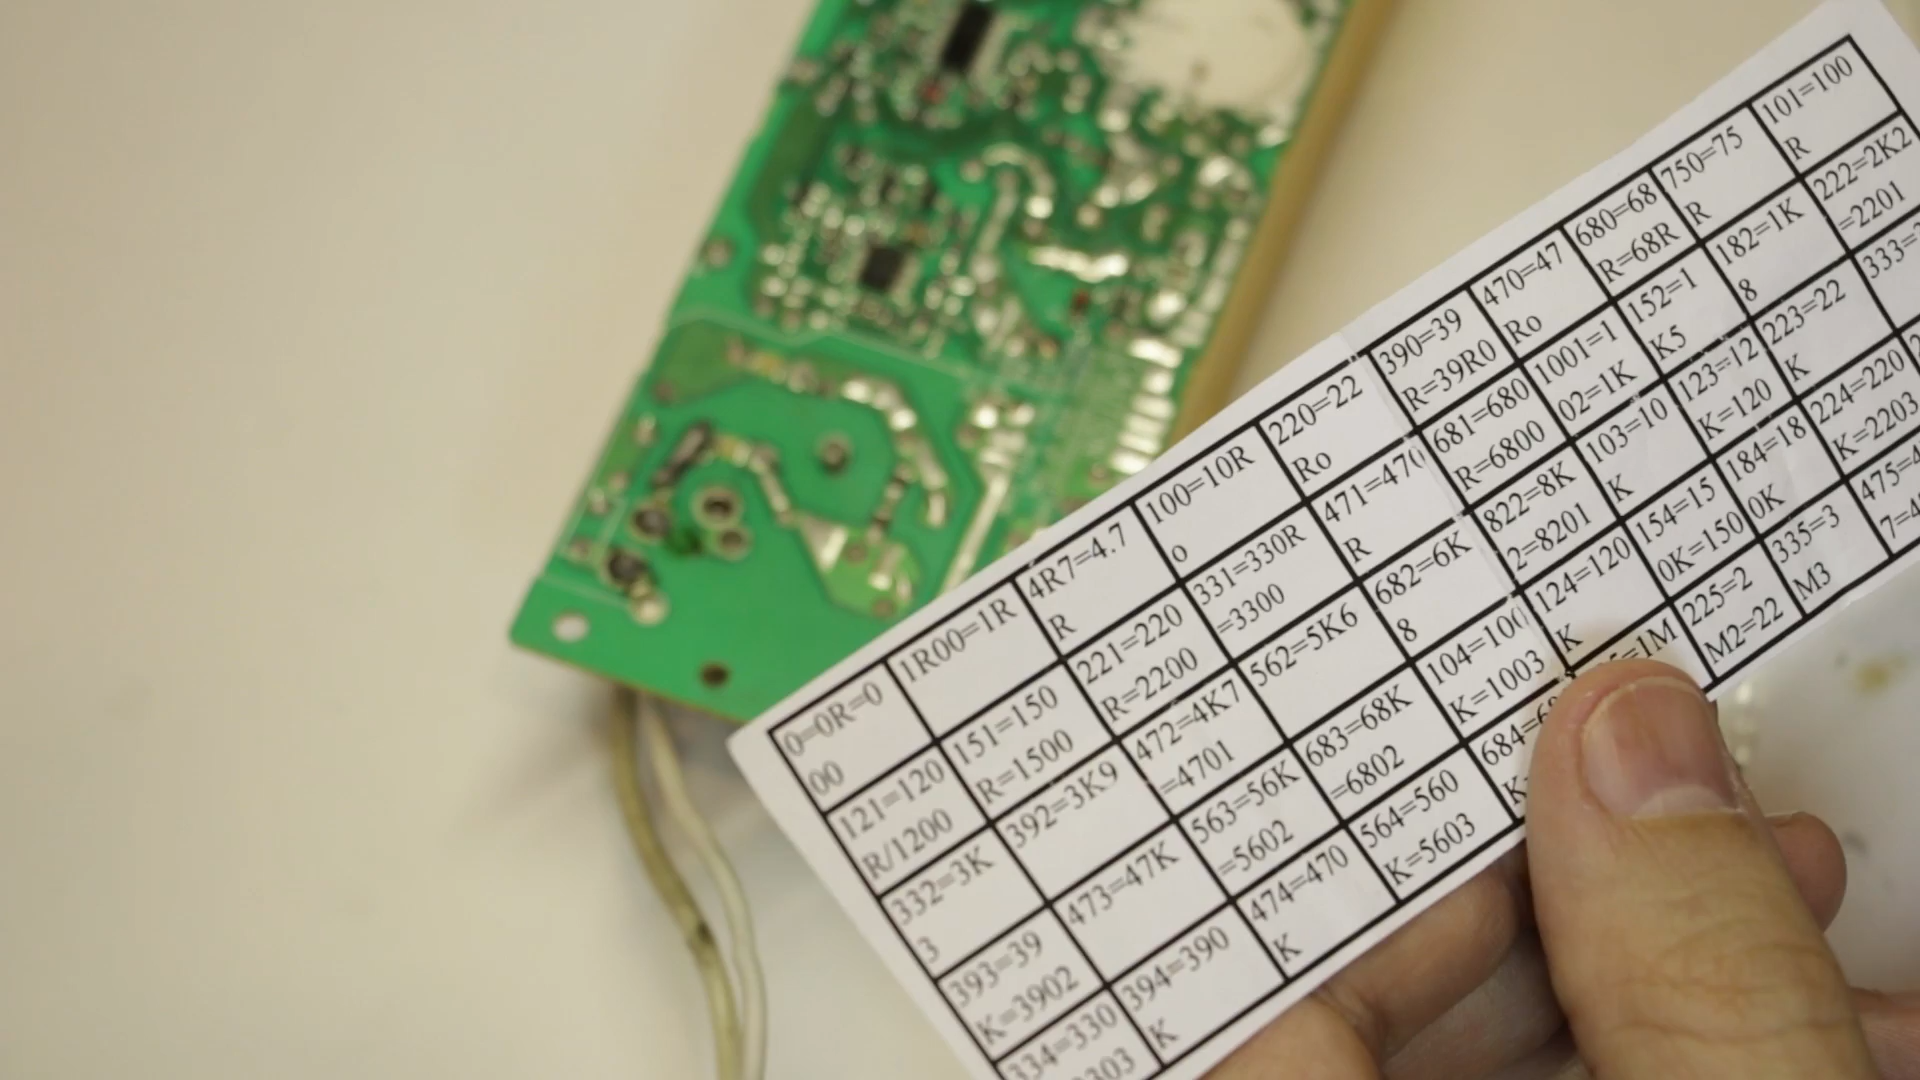 0=0R=0
00
1R00=1R
4R7=4.7
R
100=10R
o
220=22
Ro
390=39
R=39R0
470=47
Ro
680=68
R=68R
750=75
R
101=100
R
121=120
R/1200
151=150
R=1500
221=220
R=2200
331=330R
=3300
471=470
R
681=680
R=6800
1001=1
02=1K
152=1
K5
182=1K
8
222=2K2
=2201
332=3K
3
392=3K9
472=4K7
=4701
562=5K6
682=6K
8
822=8K
2=8201
103=10
K
123=12
K=120
223=22
K
393=39
K=3902
473=47K
563=56K
=5602
683=68K
=6802
104=100
K=1003
124=120
K
154=15
0K=150
184=18
0K
224=220
K=2203
334=330
394=390
K
474=470
K
564=560
K=5603
225=2
M2=22
335=3
M3